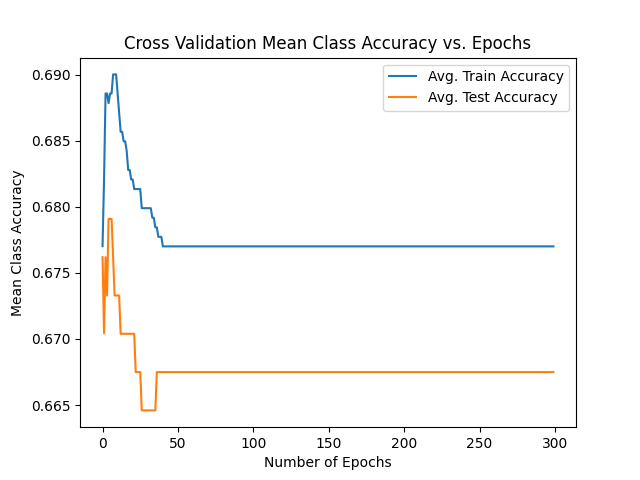 Cross Validation Mean Class Accuracy vs. Epochs
Avg. Train Accuracy
Avg. Test Accuracy
Mean Class Accuracy
0.690
0.685
0.680
0.675
0.670
0.665
0 50 100 150 200 250 300
Number of Epochs